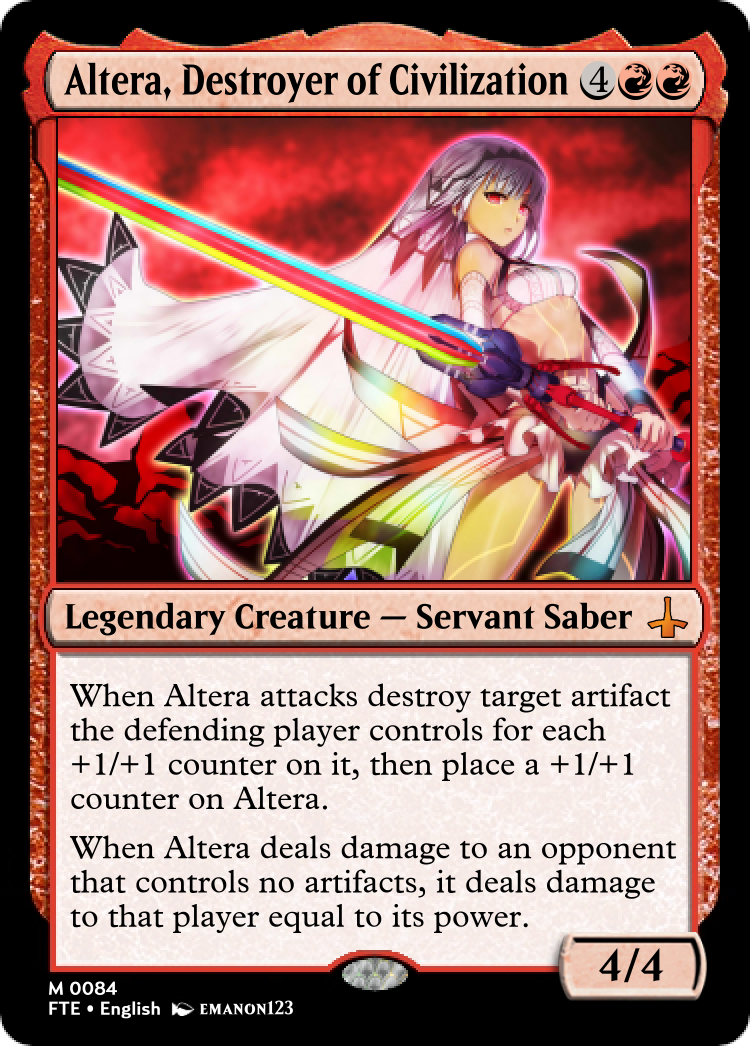 Altera, Destroyer of Civilization 4
Legendary Creature — Servant Saber
When Altera attacks destroy target artifact
the defending player controls for each
+1/+1 counter on it, then place a +1/+1
counter on Altera.
When Altera deals damage to an opponent
that controls no artifacts, it deals damage
to that player equal to its power.
4/4
M 0084
FTE • English EMANON123